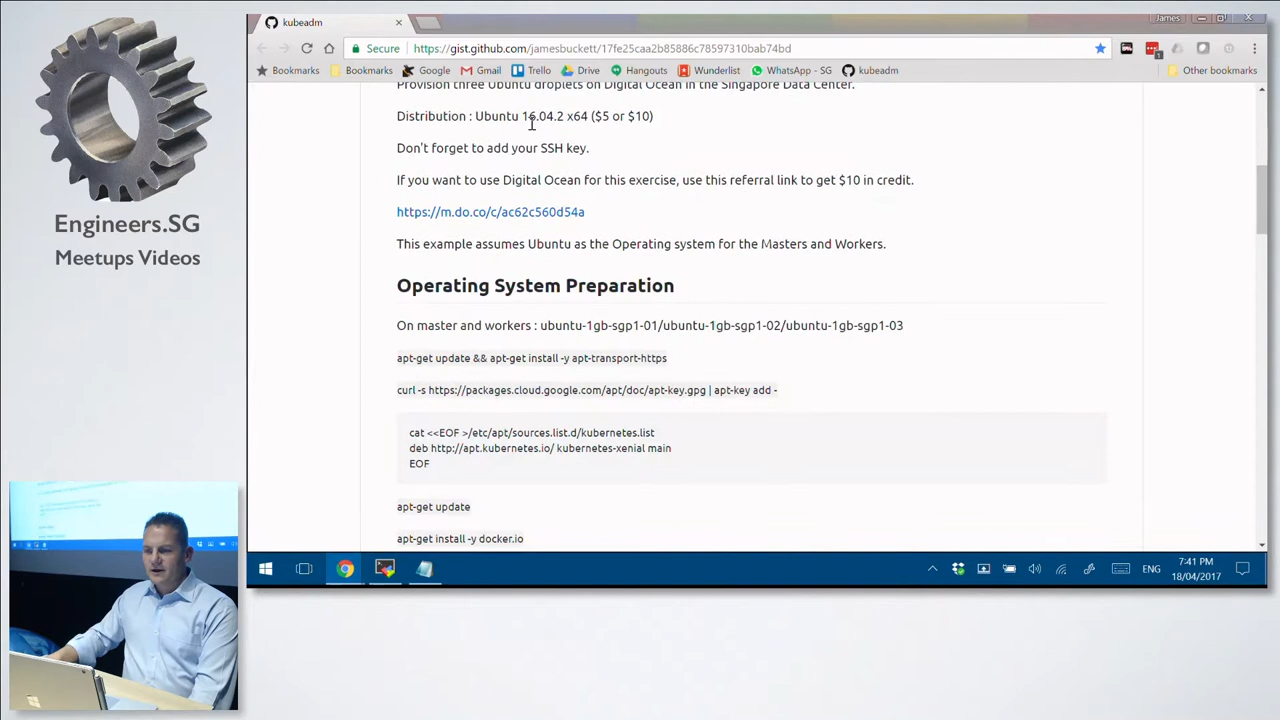 kubeadm
James
Secure
https://gist.github.com/jamesbuckett/17fe25caa2b85886c78597310bab74bd
Bookmarks
Bookmarks
Google
Gmail
Trello
Drive
Hangouts
Wunderlist
WhatsApp - SG
kubeadm
Other bookmarks
Provision three Ubuntu droplets on Digital Ocean in the Singapore Data Center.
Distribution : Ubuntu 16.04.2 x64 ($5 or $10)
Don't forget to add your SSH key.
If you want to use Digital Ocean for this exercise, use this referral link to get $10 in credit.
https://m.do.co/c/ac62c560d54a
This example assumes Ubuntu as the Operating system for the Masters and Workers.
Operating System Preparation
On master and workers : ubuntu-1gb-sgp1-01/ubuntu-1gb-sgp1-02/ubuntu-1gb-sgp1-03
apt-get update && apt-get install -y apt-transport-https
curl -s https://packages.cloud.google.com/apt/doc/apt-key.gpg | apt-key add -
cat <<EOF >/etc/apt/sources.list.d/kubernetes.list
deb http://apt.kubernetes.io/ kubernetes-xenial main
EOF
apt-get update
apt-get install -y docker.io
ENG
7:41 PM
18/04/2017
Engineers.SG
Meetups Videos